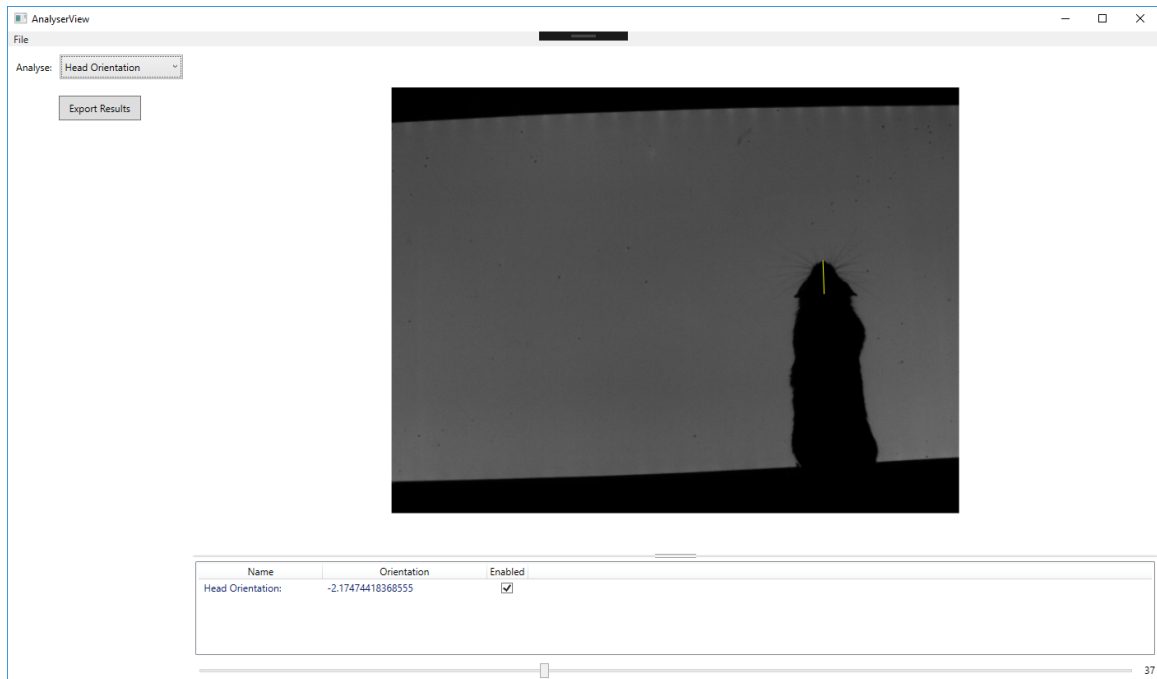 AnalyserView
File
Analyse: Head Orientation
Export Results
Name Orientation Enabled
Head Orientation: -2.17474418368555
37